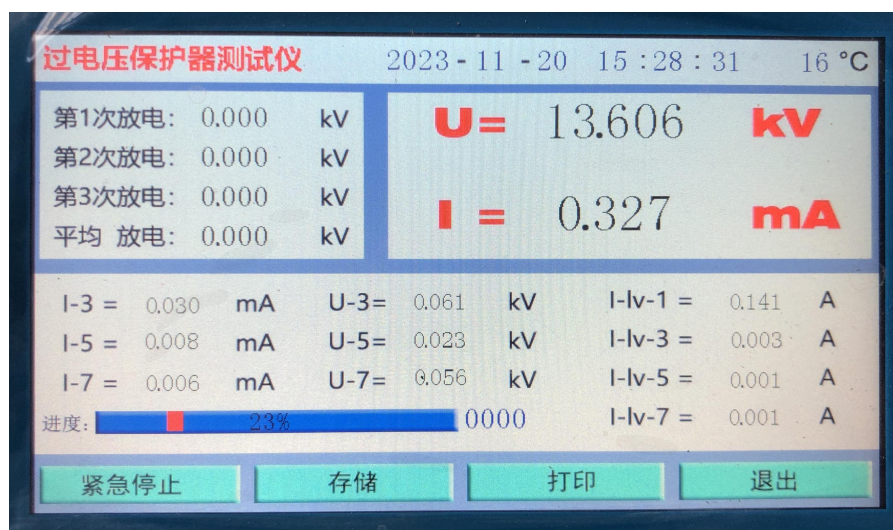 过电压保护器测试仪 2023-11-20 15:28:31 16 °C
第1次放电: 0.000 kV
第2次放电: 0.000 kV
第3次放电: 0.000 kV
平均 放电: 0.000 kV
U= 13.606 kV
I = 0.327 mA
I-3 = 0.030 mA U-3= 0.061 kV I-lv-1 = 0.141 A
I-5 = 0.008 mA U-5= 0.023 kV I-lv-3 = 0.003 A
I-7 = 0.006 mA U-7= 0.056 kV I-lv-5 = 0.001 A
进度: 23% 0000 I-lv-7 = 0.001 A
紧急停止 存储 打印 退出